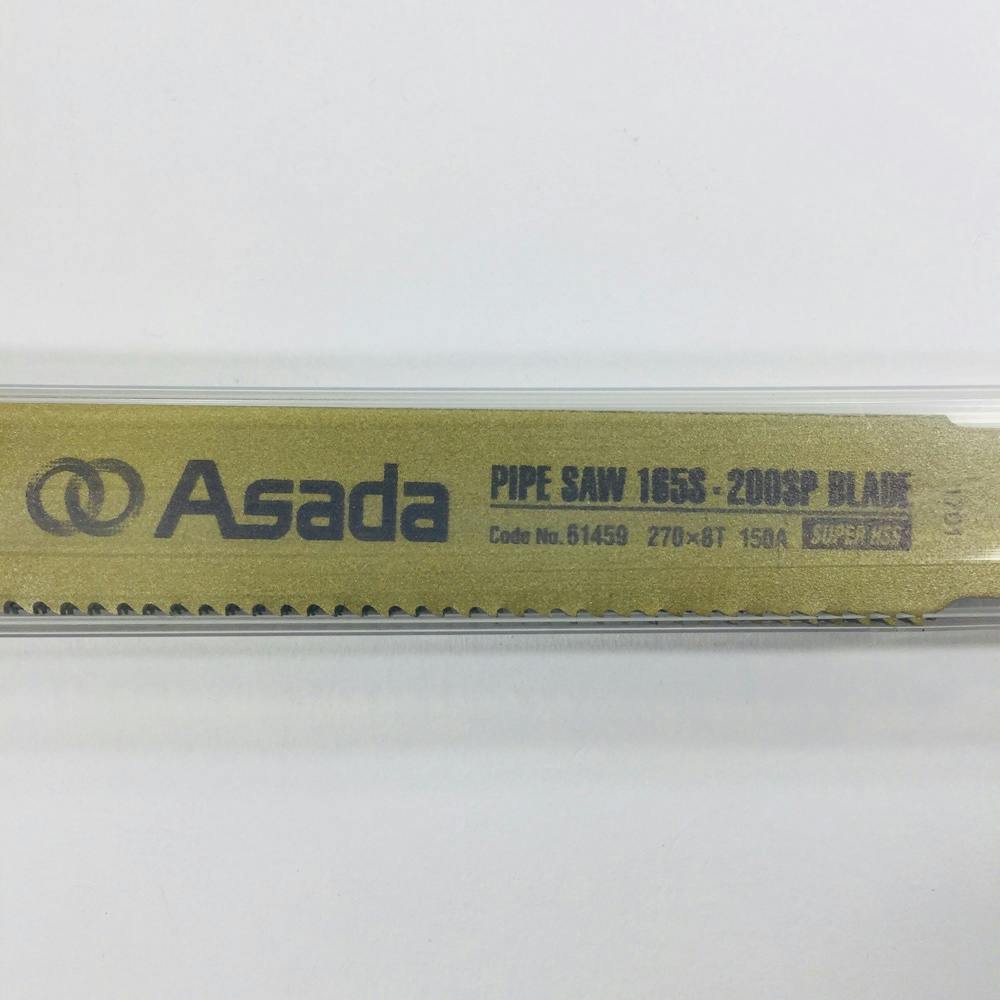 Asada
PIPE SAW 165S・200SP BLADE
Code No. 61459 270×8T 150A SUPER HSS